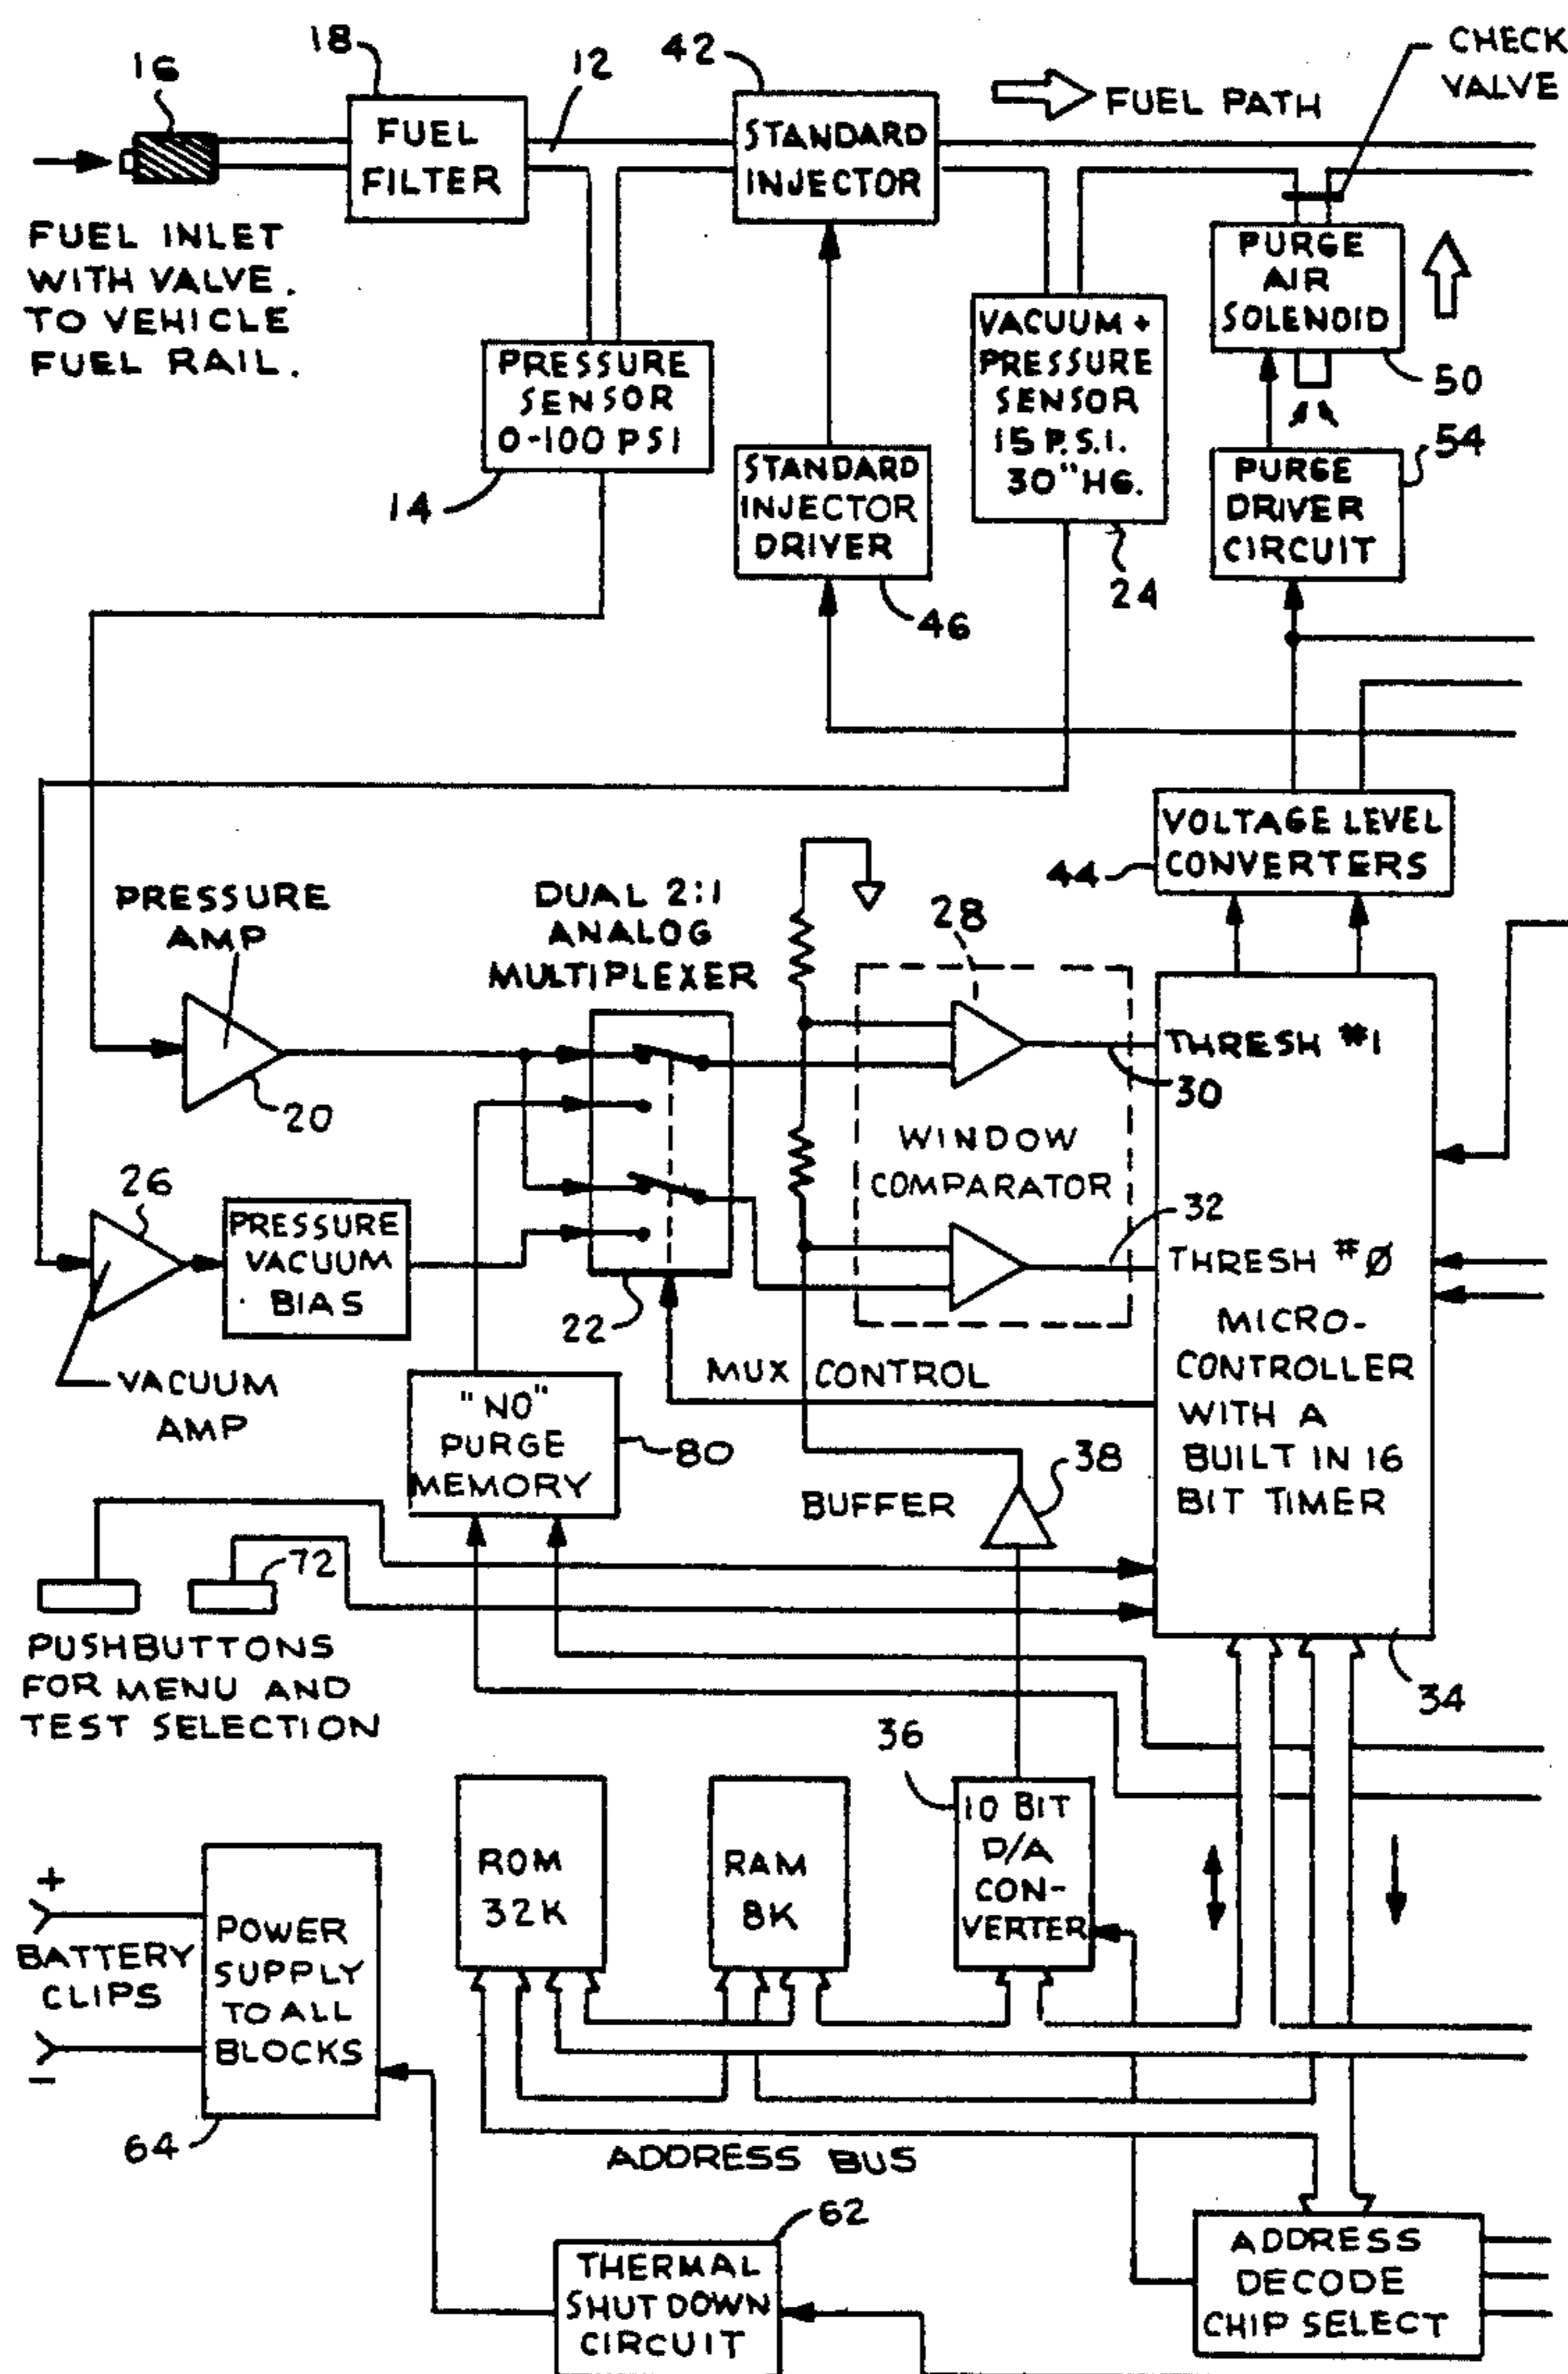 16
18
FUEL
FILTER
12
42
STANDARD
INJECTOR
FUEL PATH
CHECK
VALVE
FUEL INLET
WITH VALVE.
TO VEHICLE
FUEL RAIL.
PRESSURE
SENSOR
0-100 PSI
14
STANDARD
INJECTOR
DRIVER
46
VACUUM +
PRESSURE
SENSOR
15 P.S.I.
30" HG.
24
PURGE
AIR
SOLENOID
50
PURGE
DRIVER
CIRCUIT
54
VOLTAGE LEVEL
CONVERTERS
44
PRESSURE
AMP
20
DUAL 2:1
ANALOG
MULTIPLEXER
22
28
WINDOW
COMPARATOR
THRESH #1
30
32
THRESH #Ø
MICRO-
CONTROLLER
WITH A
BUILT IN 16
BIT TIMER
34
26
PRESSURE
VACUUM
BIAS
VACUUM
AMP
"NO"
PURGE
MEMORY
80
MUX CONTROL
BUFFER
38
72
PUSHBUTTONS
FOR MENU AND
TEST SELECTION
36
10 BIT
D/A
CON-
VERTER
ROM
32K
RAM
8K
+
BATTERY
CLIPS
−
POWER
SUPPLY
TO ALL
BLOCKS
64
ADDRESS BUS
62
THERMAL
SHUT DOWN
CIRCUIT
ADDRESS
DECODE
CHIP SELECT